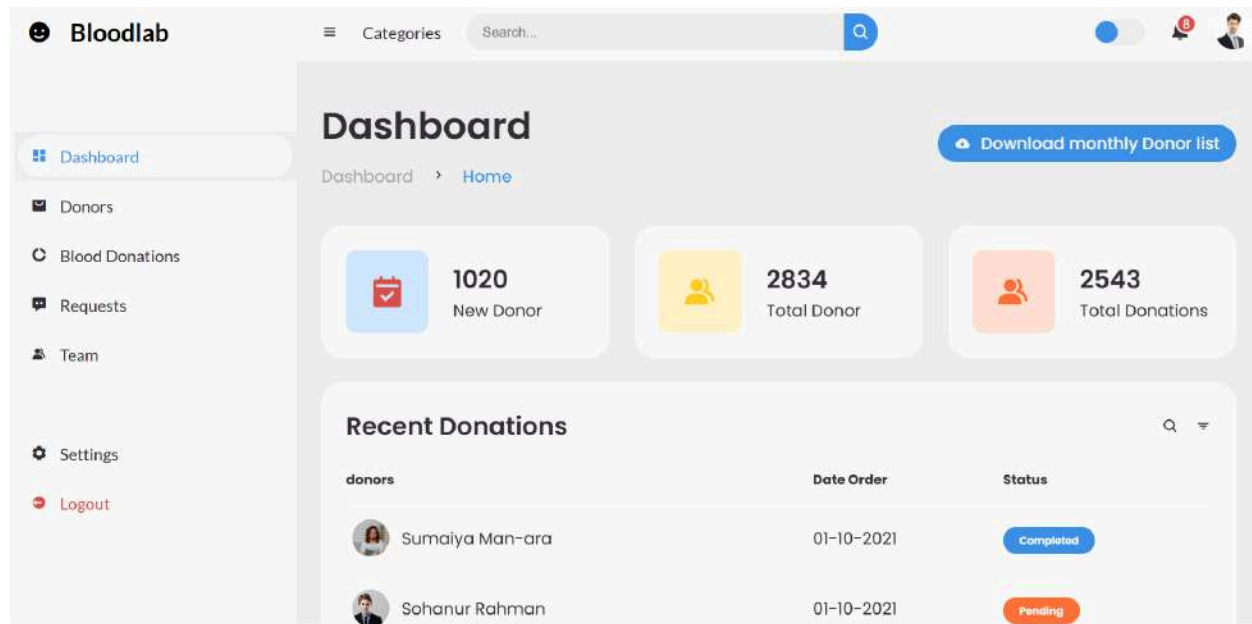 Bloodlab
Categories
Search...
8
Dashboard
Donors
Blood Donations
Requests
Team
Settings
Logout
Dashboard
Dashboard > Home
Download monthly Donor list
1020
New Donor
2834
Total Donor
2543
Total Donations
Recent Donations
donors Date Order Status
Sumaiya Man-ara 01-10-2021 Completed
Sohanur Rahman 01-10-2021 Pending